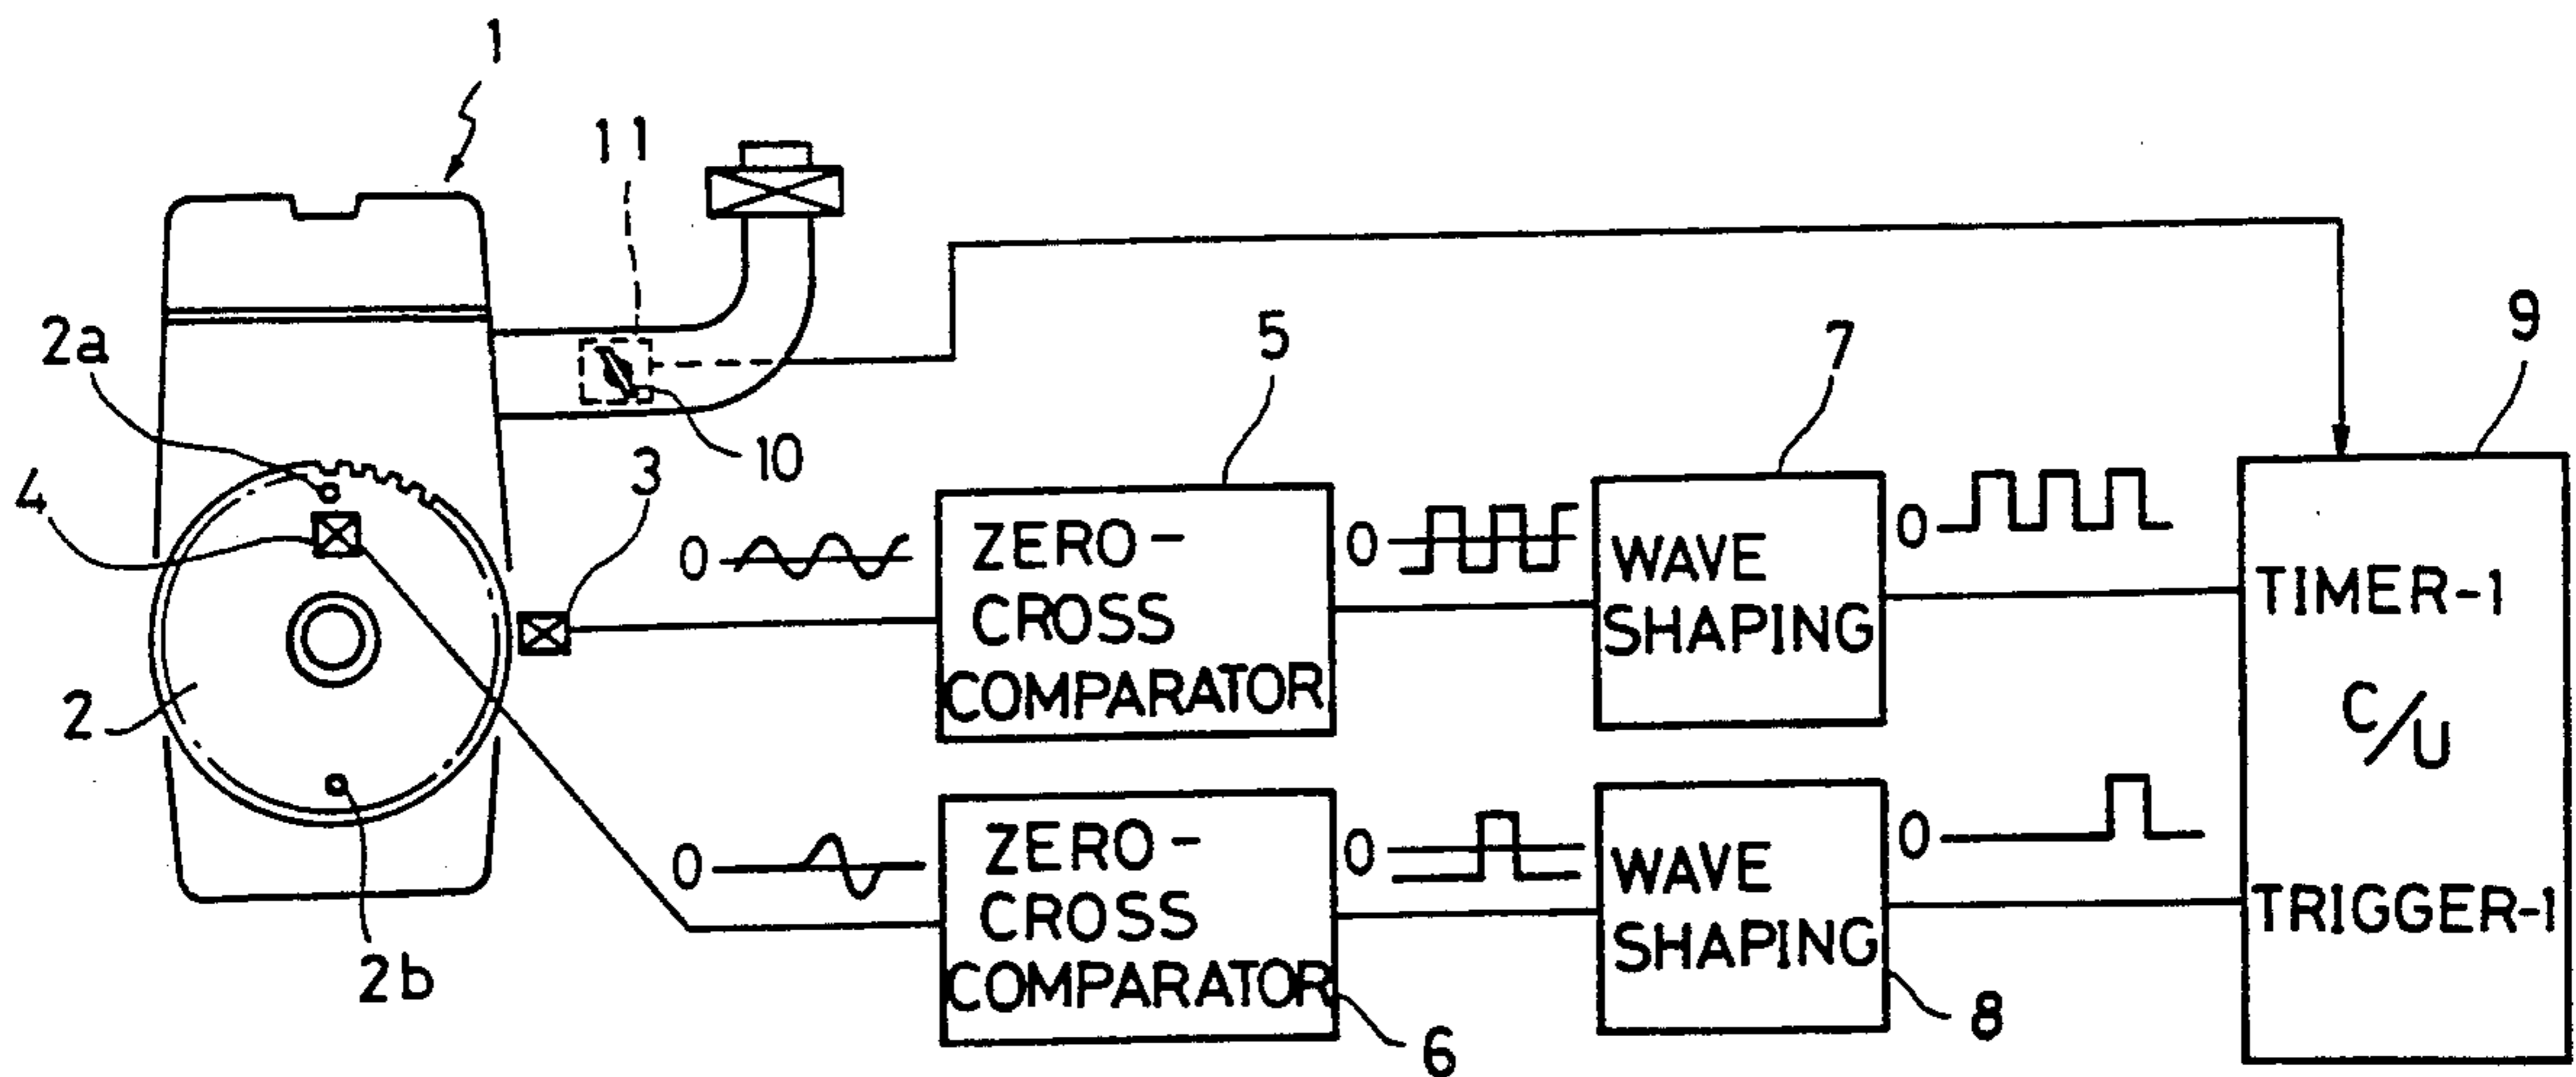 1
11
2a
5
7
9
4
3
10
0
0
0
ZERO-
CROSS
COMPARATOR
WAVE
SHAPING
TIMER-1
C/U
TRIGGER-1
2
2b
0
0
0
ZERO-
CROSS
COMPARATOR
WAVE
SHAPING
6
8